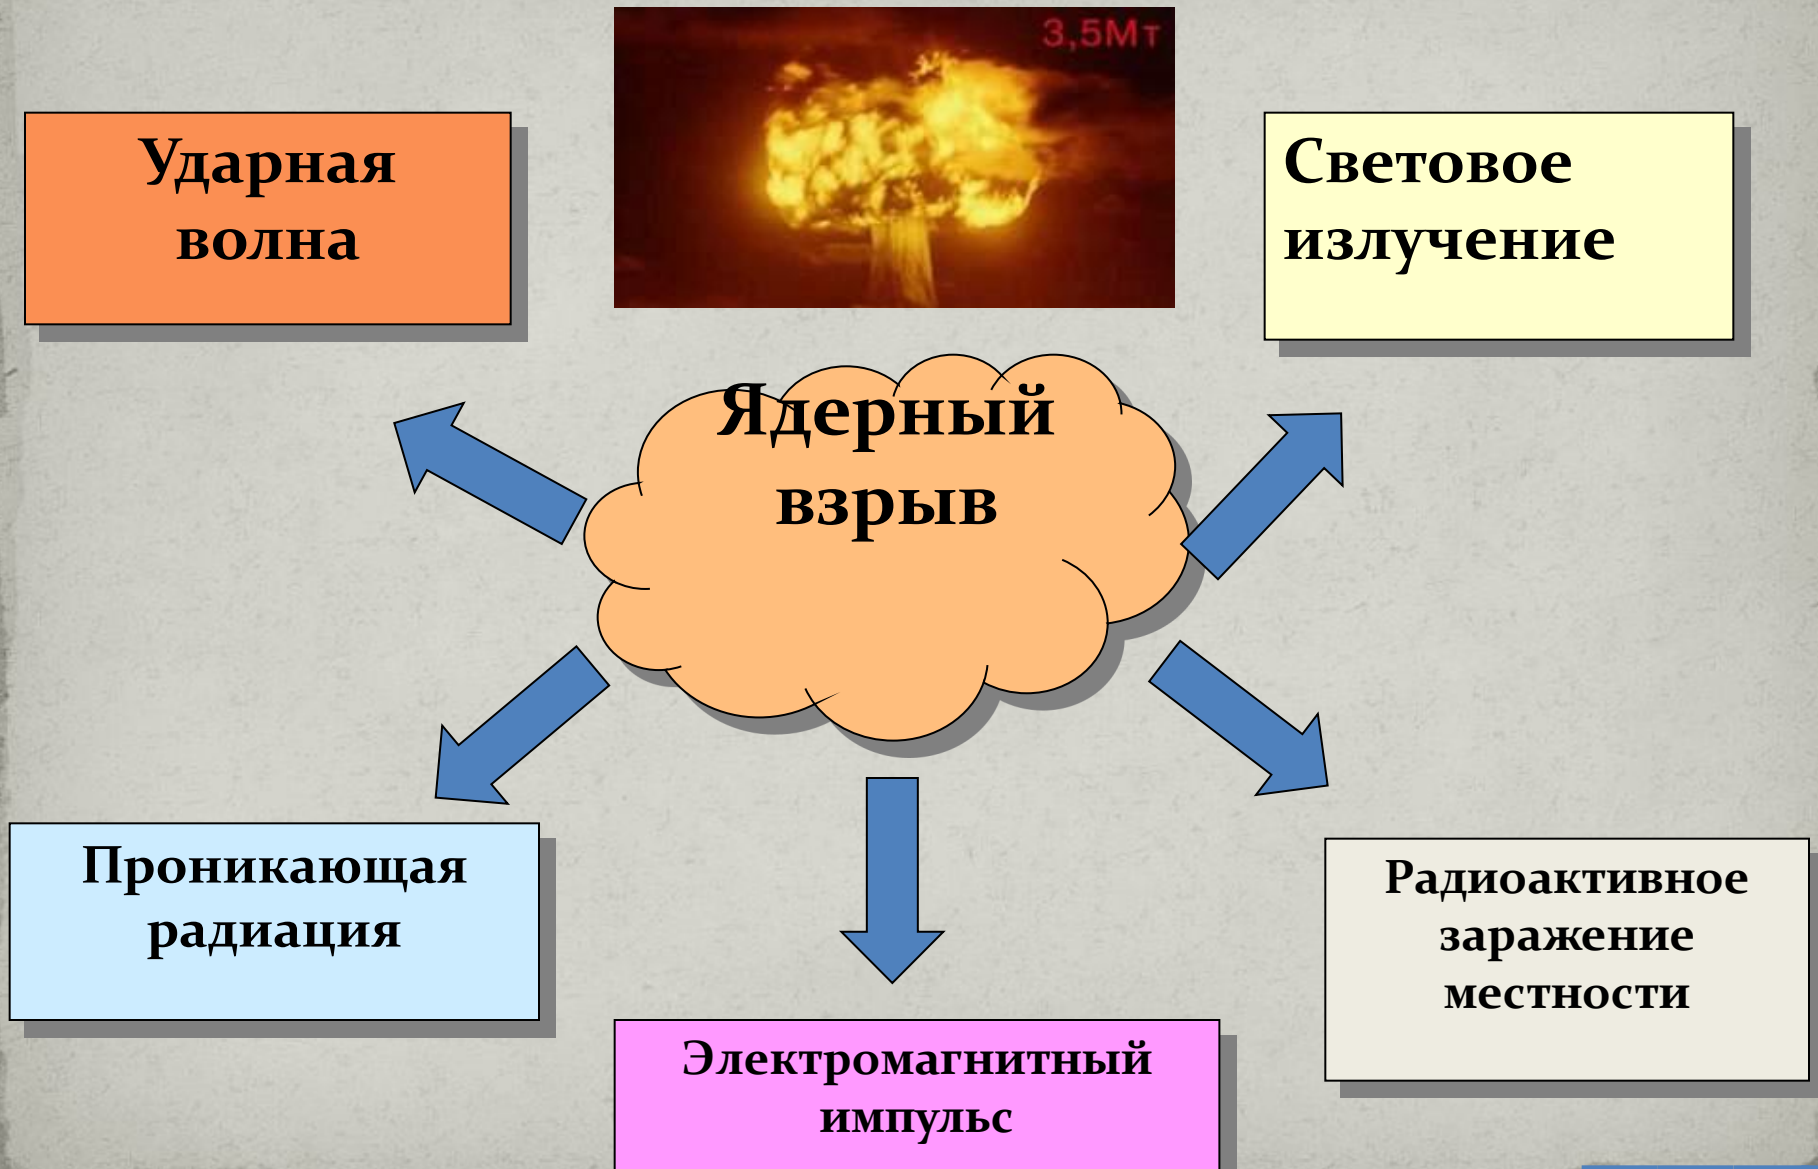 3,5Мт
Ударная
волна
Световое
излучение
Ядерный
взрыв
Проникающая
радиация
Радиоактивное
заражение
местности
Электромагнитный
импульс